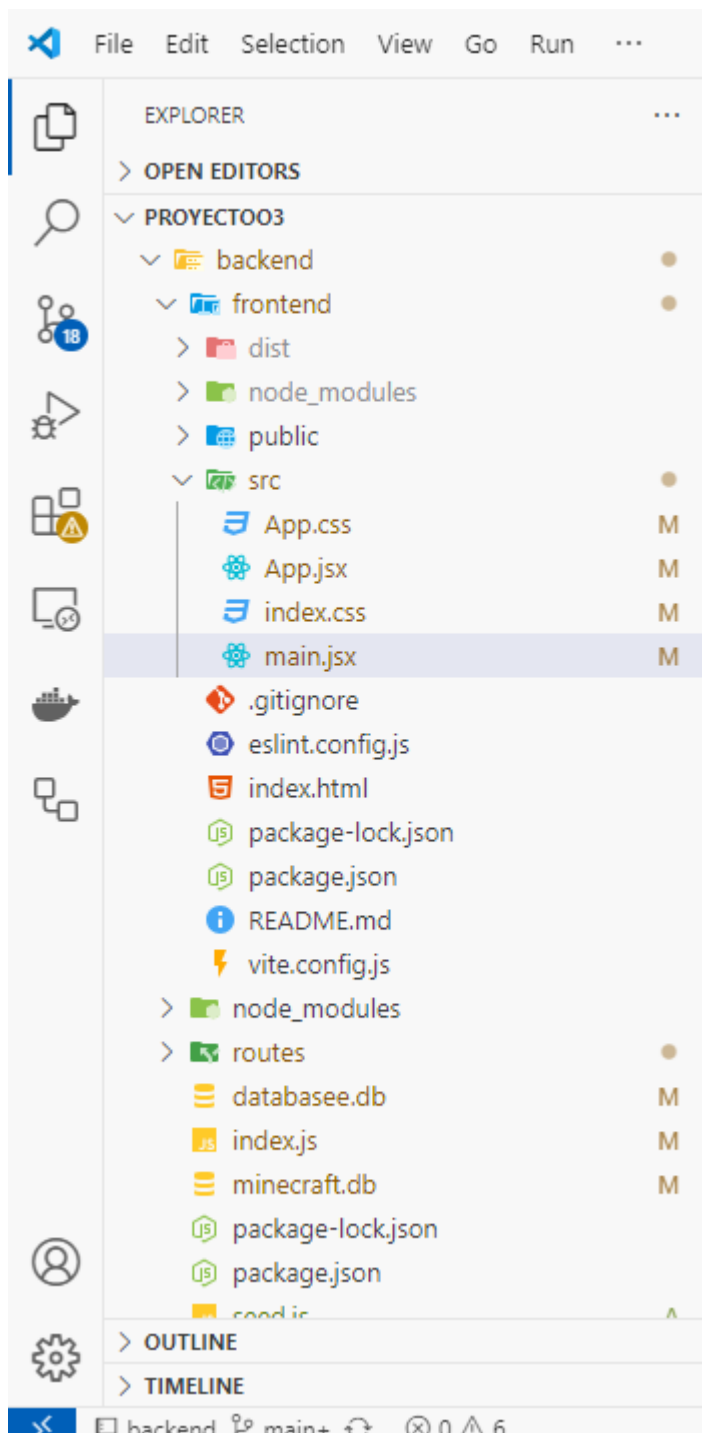 File Edit Selection View Go Run ...
EXPLORER ...
OPEN EDITORS
PROYECTOO3
backend
frontend
dist
node_modules
public
src
App.css M
App.jsx M
index.css M
main.jsx M
.gitignore
eslint.config.js
index.html
package-lock.json
package.json
README.md
vite.config.js
node_modules
routes
databasee.db M
index.js M
minecraft.db M
package-lock.json
package.json
seed.js A
OUTLINE
TIMELINE
backend main+ 0 6
18